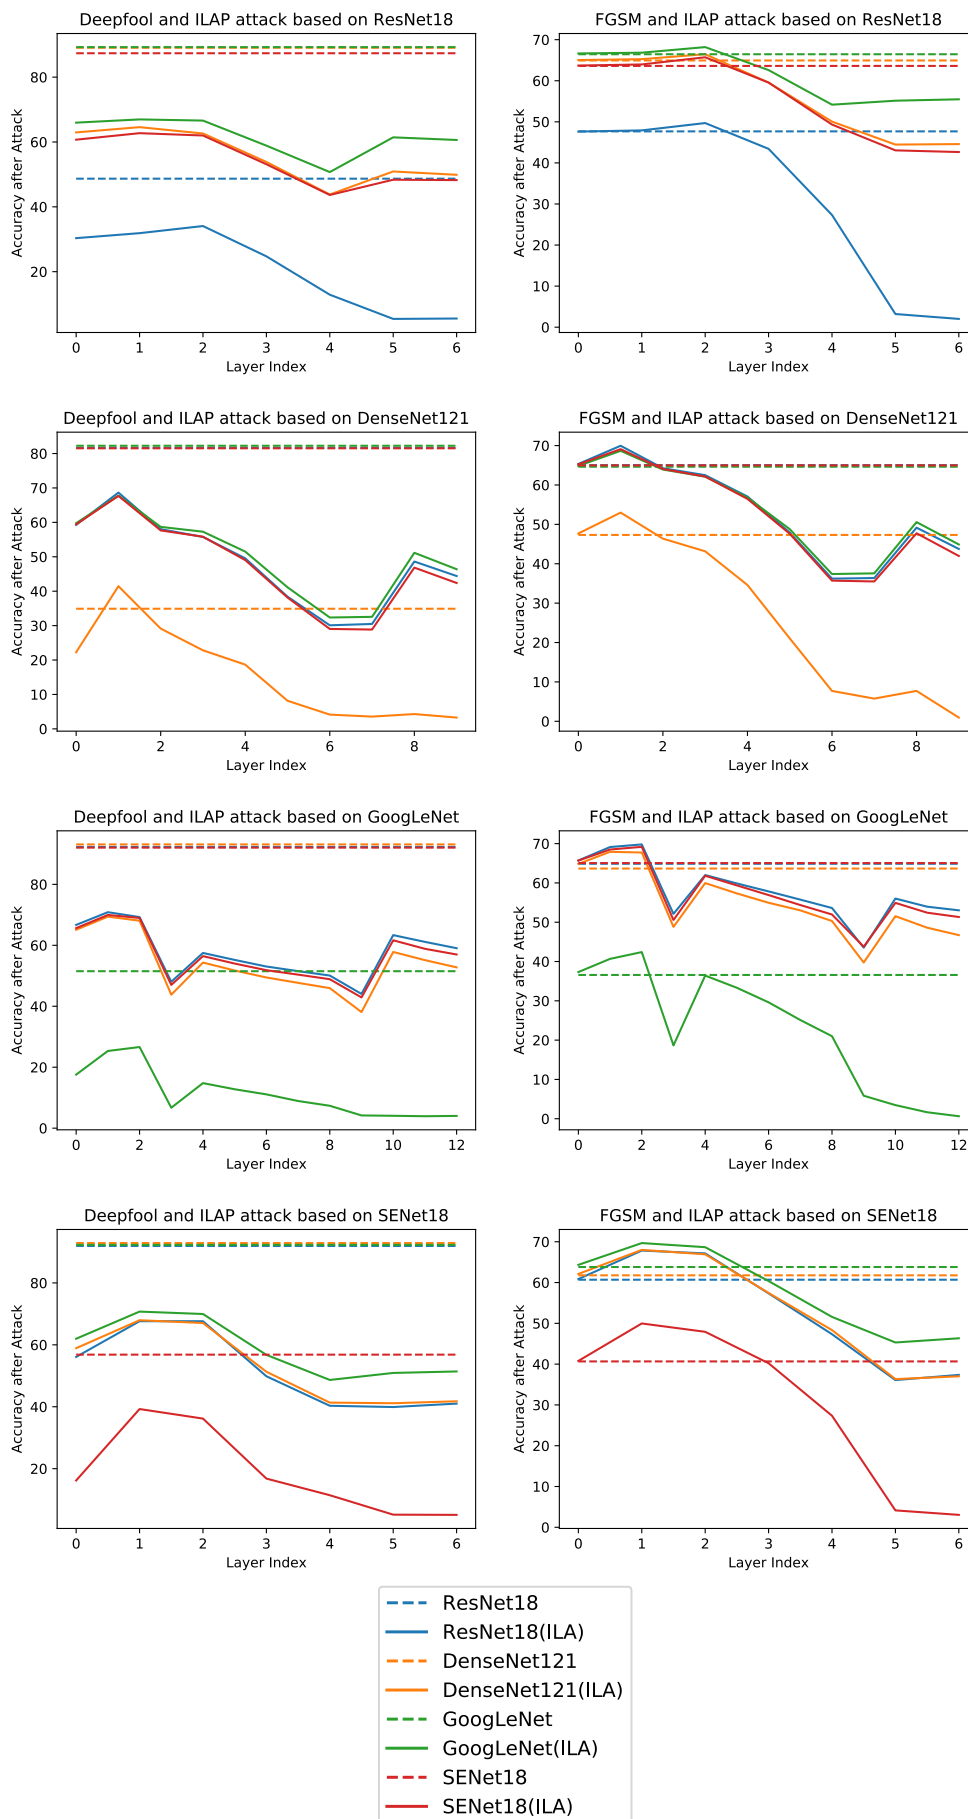 Deepfool and ILAP attack based on ResNet18
Accuracy after Attack
80
60
40
20
0 1 2 3 4 5 6
Layer Index
FGSM and ILAP attack based on ResNet18
Accuracy after Attack
70
60
50
40
30
20
10
0
0 1 2 3 4 5 6
Layer Index
Deepfool and ILAP attack based on DenseNet121
Accuracy after Attack
80
70
60
50
40
30
20
10
0
0 2 4 6 8
Layer Index
FGSM and ILAP attack based on DenseNet121
Accuracy after Attack
70
60
50
40
30
20
10
0
0 2 4 6 8
Layer Index
Deepfool and ILAP attack based on GoogLeNet
Accuracy after Attack
80
60
40
20
0
0 2 4 6 8 10 12
Layer Index
FGSM and ILAP attack based on GoogLeNet
Accuracy after Attack
70
60
50
40
30
20
10
0
0 2 4 6 8 10 12
Layer Index
Deepfool and ILAP attack based on SENet18
Accuracy after Attack
80
60
40
20
0 1 2 3 4 5 6
Layer Index
FGSM and ILAP attack based on SENet18
Accuracy after Attack
70
60
50
40
30
20
10
0
0 1 2 3 4 5 6
Layer Index
ResNet18
ResNet18(ILA)
DenseNet121
DenseNet121(ILA)
GoogLeNet
GoogLeNet(ILA)
SENet18
SENet18(ILA)